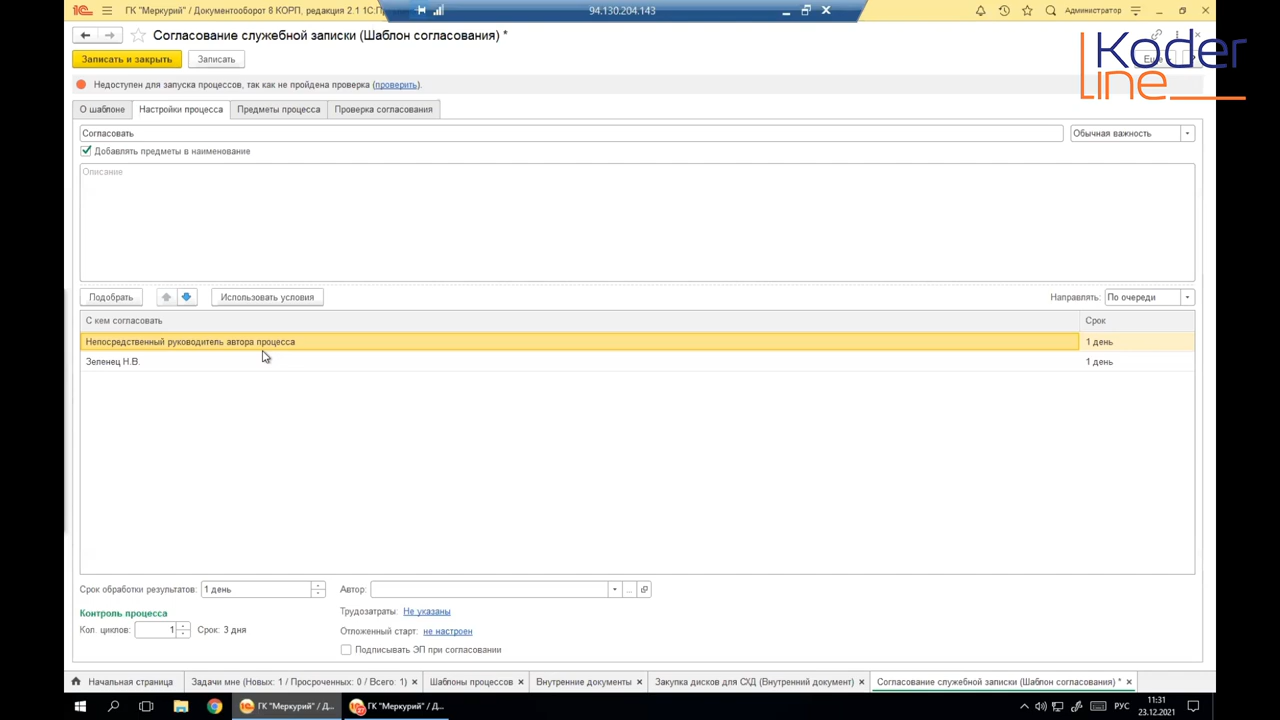 ГК "Меркурий" / Документооборот 8 КОРП, редакция 2.1 1С:Пр
94.130.204.143
Администратор
Согласование служебной записки (Шаблон согласования) *
Koder
line
Записать и закрыть
Записать
Недоступен для запуска процессов, так как не пройдена проверка (проверить).
О шаблоне
Настройки процесса
Предметы процесса
Проверка согласования
Согласовать
Обычная важность
Добавлять предметы в наименование
Описание
Подобрать
Использовать условия
Направлять:
По очереди
С кем согласовать
Срок
Непосредственный руководитель автора процесса
1 день
Зеленец Н.В.
1 день
Срок обработки результатов:
1 день
Автор:
Контроль процесса
Трудозатраты: Не указаны
Кол. циклов:
1
Срок: 3 дня
Отложенный старт: не настроен
Подписывать ЭП при согласовании
Начальная страница
Задачи мне (Новых: 1 / Просроченных: 0 / Всего: 1)
Шаблоны процессов
Внутренние документы
Закупка дисков для СХД (Внутренний документ)
Согласование служебной записки (Шаблон согласования) *
ГК "Меркурий" / Д...
ГК "Меркурий" / Д...
РУС
11:31
23.12.2021